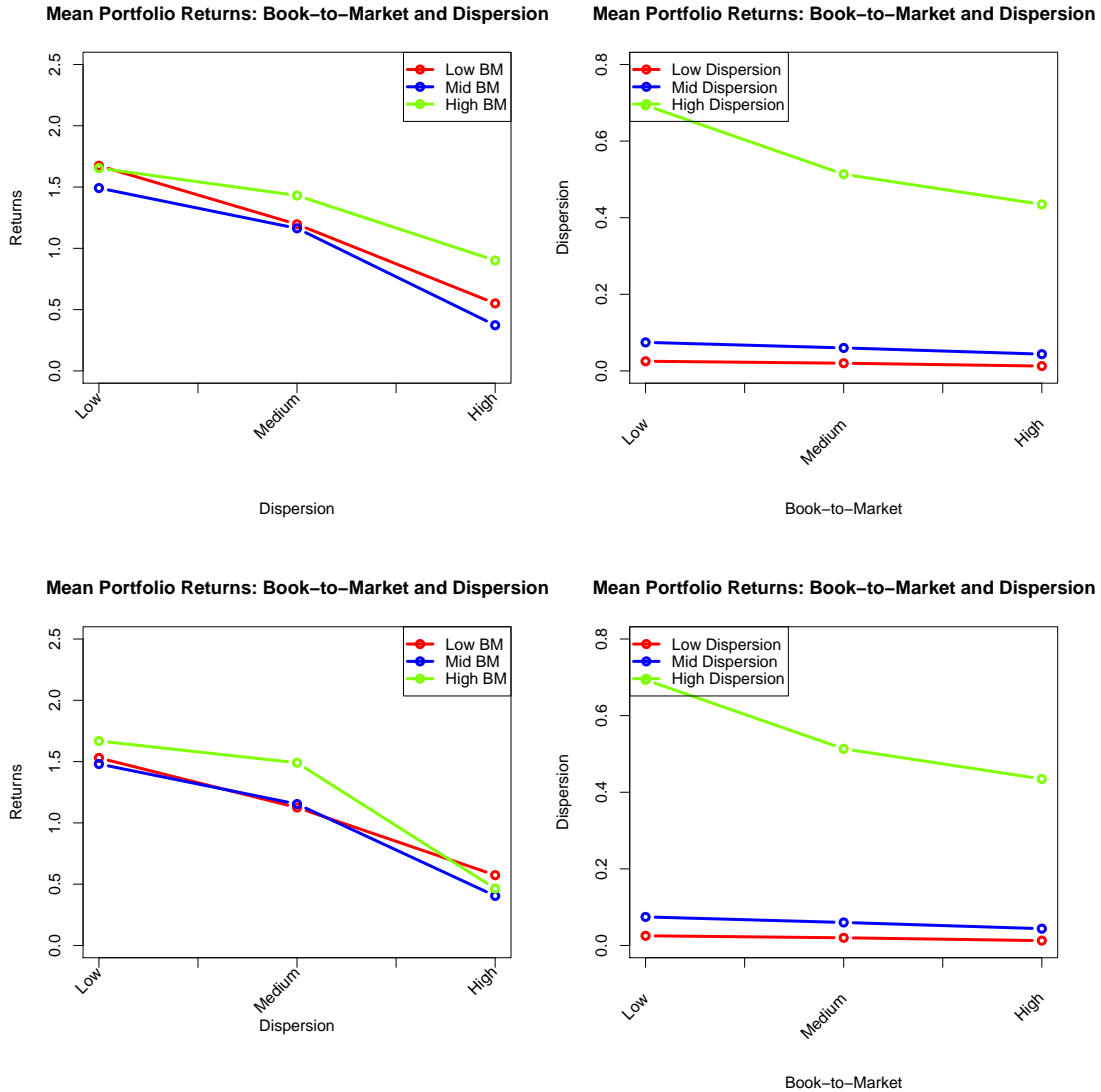 Mean Portfolio Returns: Book−to−Market and Dispersion
2.5
2.0
1.5
1.0
0.5
0.0
Returns
Low BM
Mid BM
High BM
Low
Medium
High
Dispersion
Mean Portfolio Returns: Book−to−Market and Dispersion
0.8
0.6
0.4
0.2
0.0
Dispersion
Low Dispersion
Mid Dispersion
High Dispersion
Low
Medium
High
Book−to−Market
Mean Portfolio Returns: Book−to−Market and Dispersion
2.5
2.0
1.5
1.0
0.5
0.0
Returns
Low BM
Mid BM
High BM
Low
Medium
High
Dispersion
Mean Portfolio Returns: Book−to−Market and Dispersion
0.8
0.6
0.4
0.2
0.0
Dispersion
Low Dispersion
Mid Dispersion
High Dispersion
Low
Medium
High
Book−to−Market